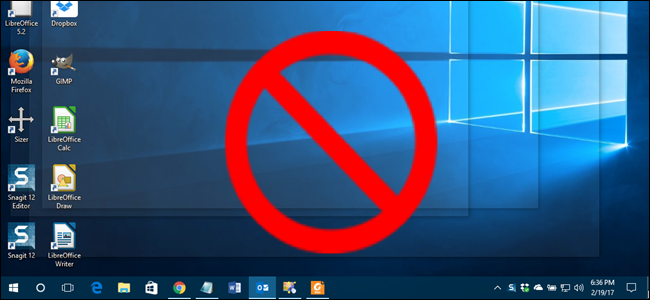 LibreOffice
5.2
Dropbox
Mozilla
Firefox
GIMP
Sizer
LibreOffice
Calc
Snagit 12
Editor
LibreOffice
Draw
Snagit 12
LibreOffice
Writer
6:36 PM
2/19/17